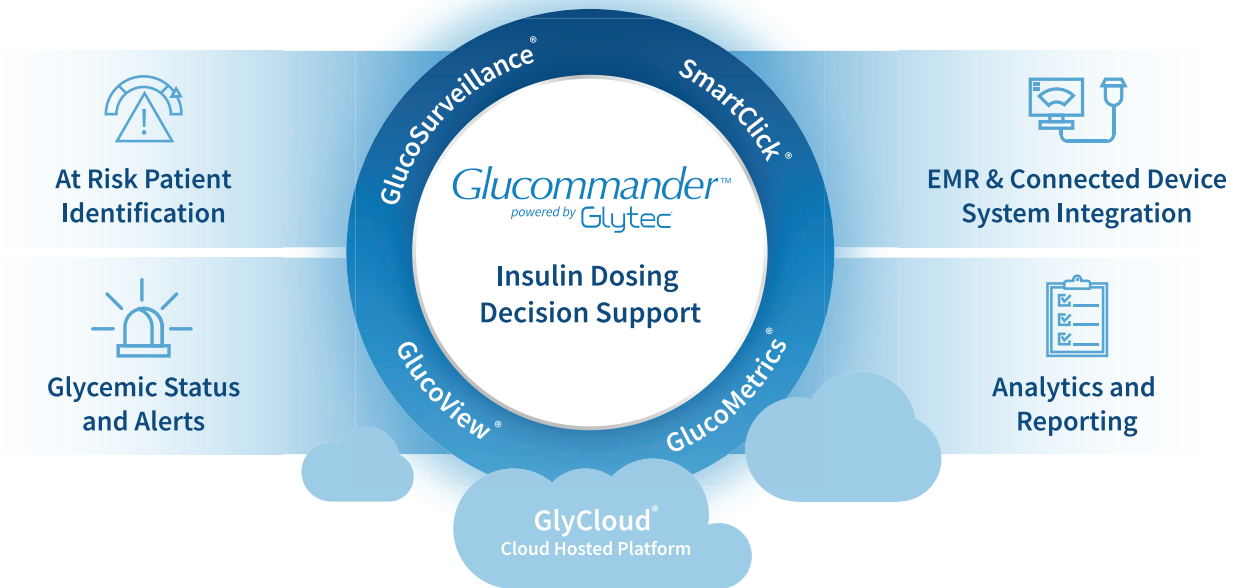 GlucoSurveillance®
SmartClick®
At Risk Patient
Identification
Glucommander™
powered by Glytec
Insulin Dosing
Decision Support
EMR & Connected Device
System Integration
Glycemic Status
and Alerts
GlucoView®
GlucoMetrics®
Analytics and
Reporting
GlyCloud®
Cloud Hosted Platform